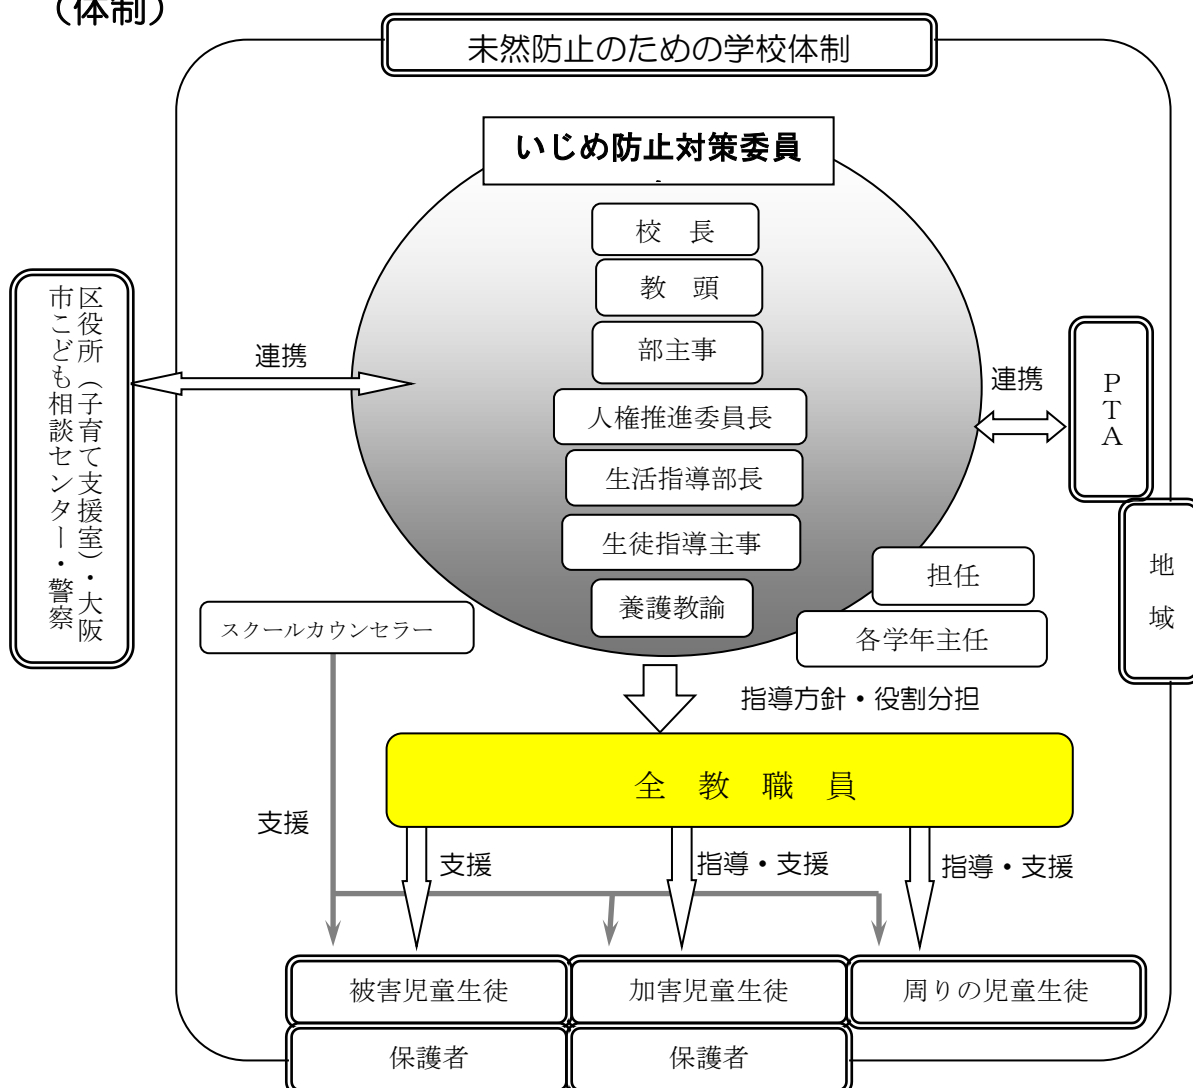 （体制）
未然防止のための学校体制
いじめ防止対策委員
校　長
教　頭
部主事
人権推進委員長
生活指導部長
生徒指導主事
養護教諭
担任
各学年主任
スクールカウンセラー
連携
区役所（子育て支援室）・大阪
市こども相談センター・警察
連携
PTA
地域
指導方針・役割分担
全　教　職　員
支援
支援
指導・支援
指導・支援
被害児童生徒
加害児童生徒
周りの児童生徒
保護者
保護者